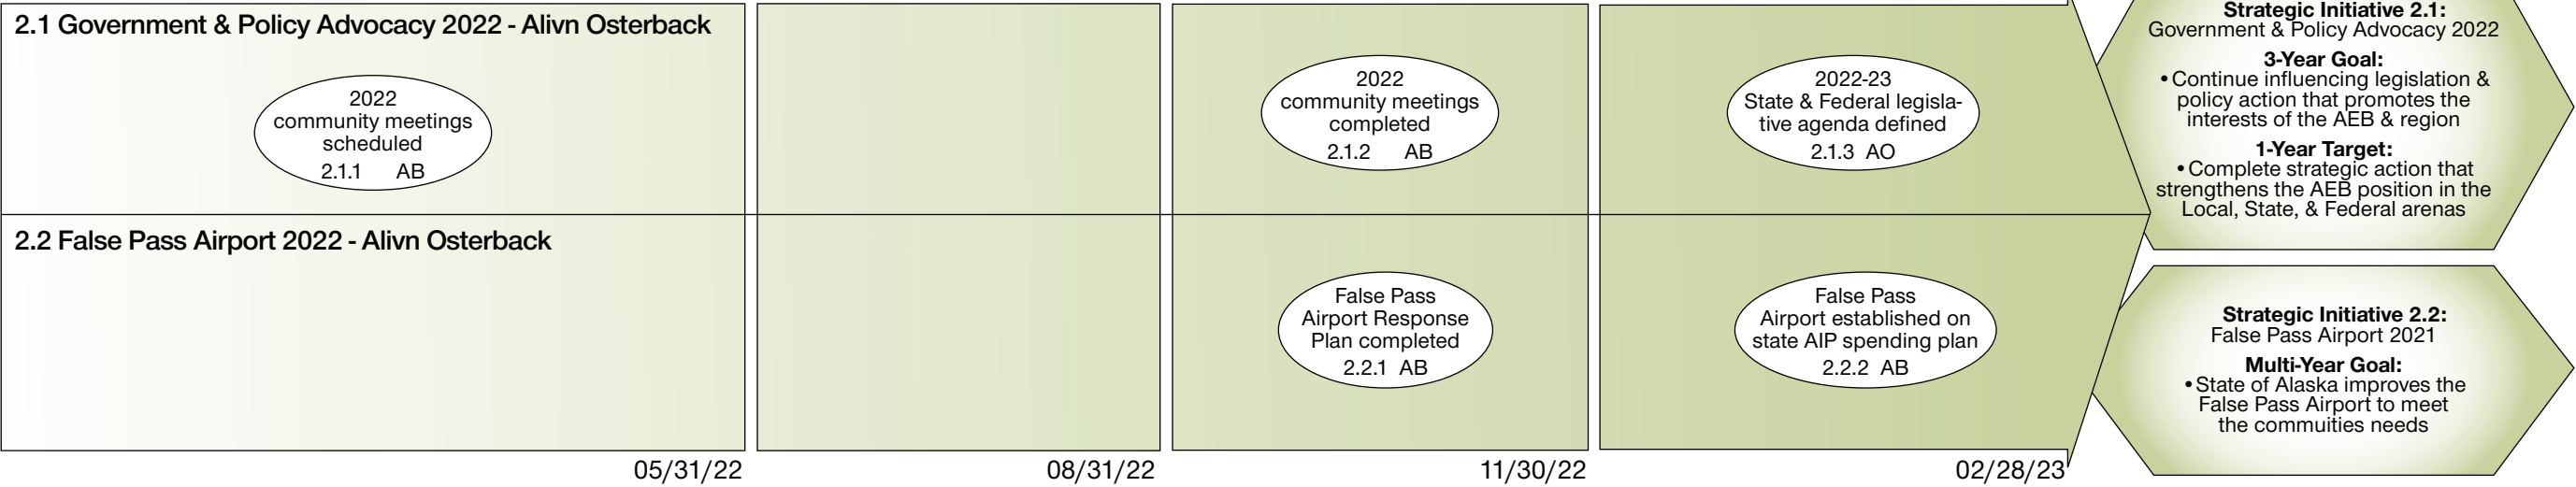 2.1 Government & Policy Advocacy 2022 - Alivn Osterback
2022
community meetings
scheduled
2.1.1 AB
2022
community meetings
completed
2.1.2 AB
2022-23
State & Federal legisla-
tive agenda defined
2.1.3 AO
Strategic Initiative 2.1:
Government & Policy Advocacy 2022
3-Year Goal:
• Continue influencing legislation &
policy action that promotes the
interests of the AEB & region
1-Year Target:
• Complete strategic action that
strengthens the AEB position in the
Local, State, & Federal arenas
2.2 False Pass Airport 2022 - Alivn Osterback
False Pass
Airport Response
Plan completed
2.2.1 AB
False Pass
Airport established on
state AIP spending plan
2.2.2 AB
Strategic Initiative 2.2:
False Pass Airport 2021
Multi-Year Goal:
• State of Alaska improves the
False Pass Airport to meet
the commuities needs
05/31/22
08/31/22
11/30/22
02/28/23